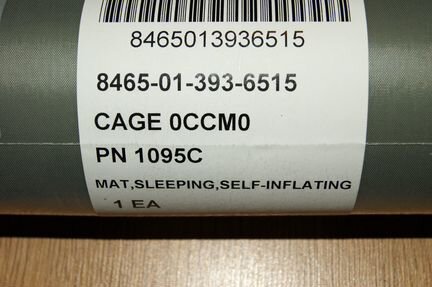 8465013936515
8465-01-393-6515
CAGE 0CCM0
PN 1095C
MAT,SLEEPING,SELF-INFLATING
1 EA